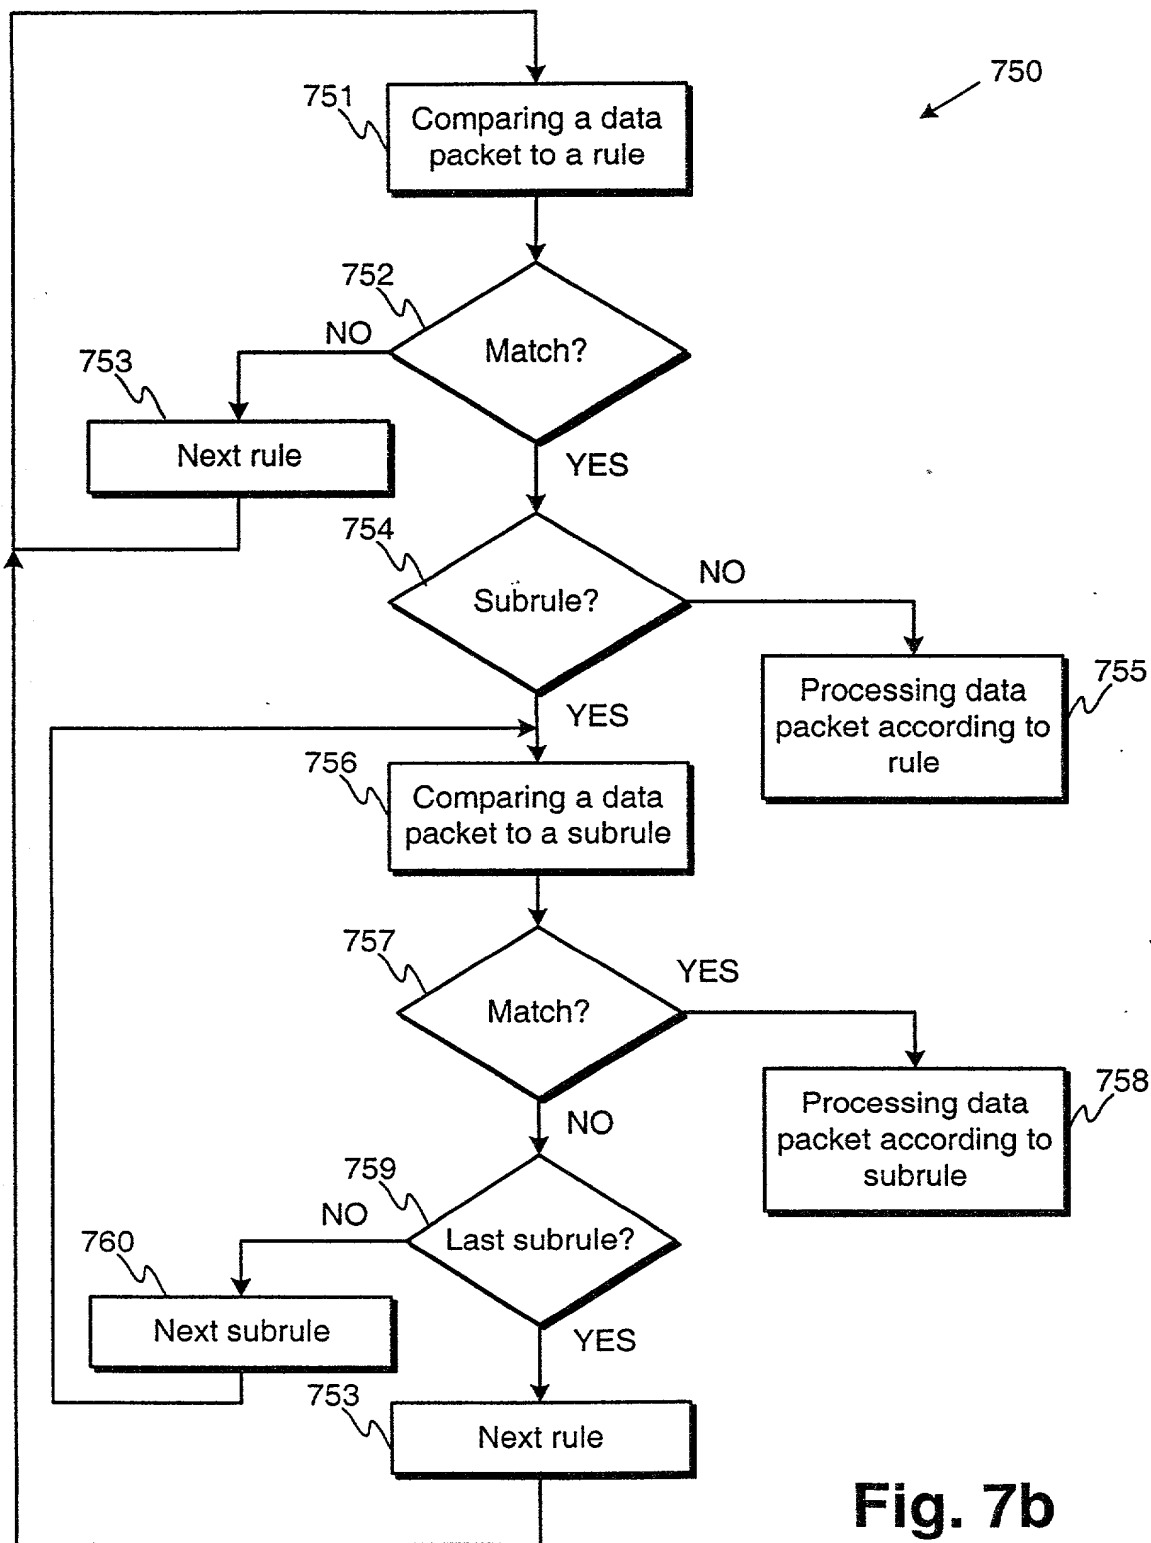 750
751
Comparing a data
packet to a rule
752
Match?
NO
753
Next rule
YES
754
Subrule?
NO
755
Processing data
packet according to
rule
YES
756
Comparing a data
packet to a subrule
757
Match?
YES
758
Processing data
packet according to
subrule
NO
759
Last subrule?
NO
760
Next subrule
YES
753
Next rule
Fig. 7b